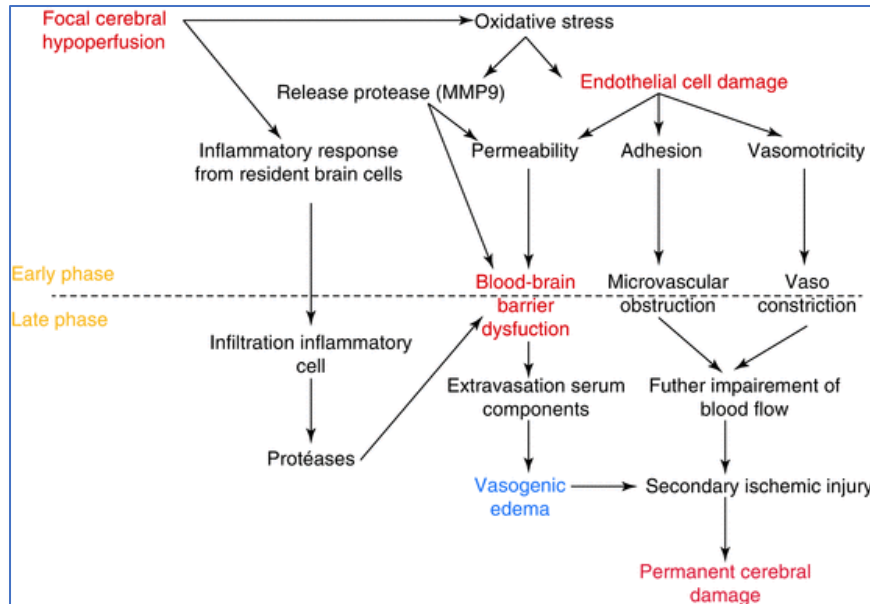 Focal cerebral
hypoperfusion
Oxidative stress
Release protease (MMP9)
Endothelial cell damage
Inflammatory response
from resident brain cells
Permeability
Adhesion
Vasomotricity
Early phase
Late phase
Blood-brain
barrier
dysfuction
Microvascular
obstruction
Vaso
constriction
Infiltration inflammatory
cell
Extravasation serum
components
Futher impairement of
blood flow
Protéases
Vasogenic
edema
Secondary ischemic injury
Permanent cerebral
damage